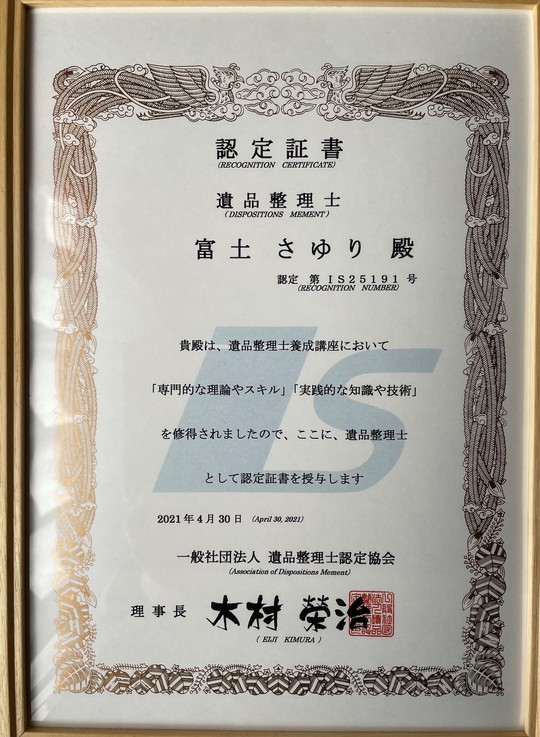 認定証書
(RECOGNITION CERTIFICATE)
遺品整理士
(DISPOSITIONS MEMENT)
富士 さゆり 殿
認定 第 IS25191 号
(RECOGNITION NUMBER)
貴殿は、遺品整理士養成講座において
「専門的な理論やスキル」「実践的な知識や技術」
を修得されましたので、ここに、遺品整理士
として認定証書を授与します
IS
2021年4月30日 (April 30, 2021)
一般社団法人 遺品整理士認定協会
(Association of Dispositions Mement)
理事長 木村 榮治
( EIJI KIMURA )